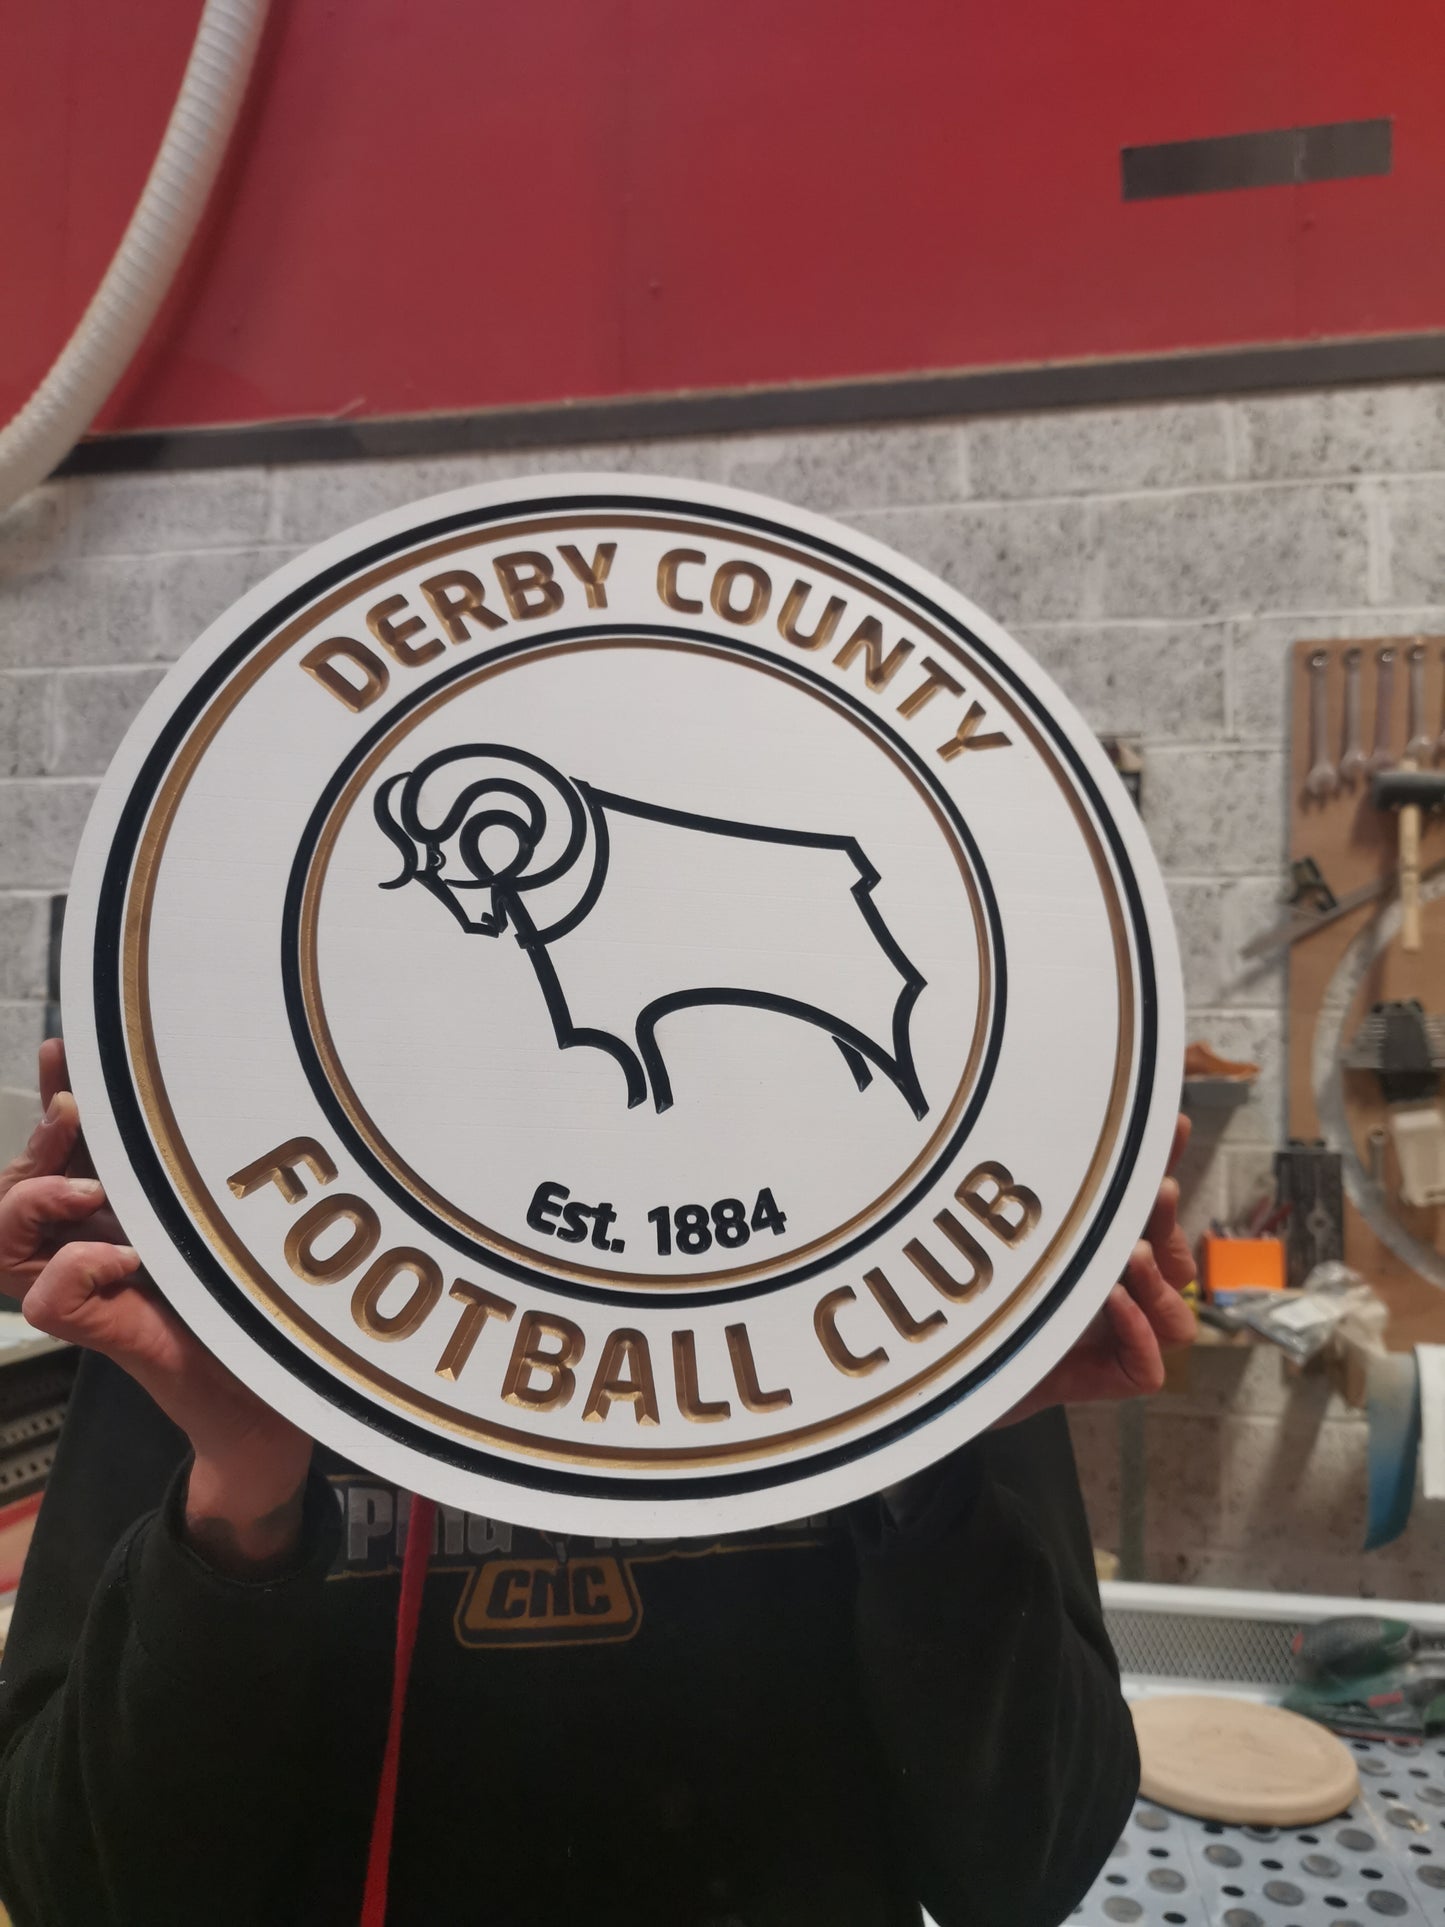 DERBY COUNTY
Est. 1884
FOOTBALL CLUB
CNC